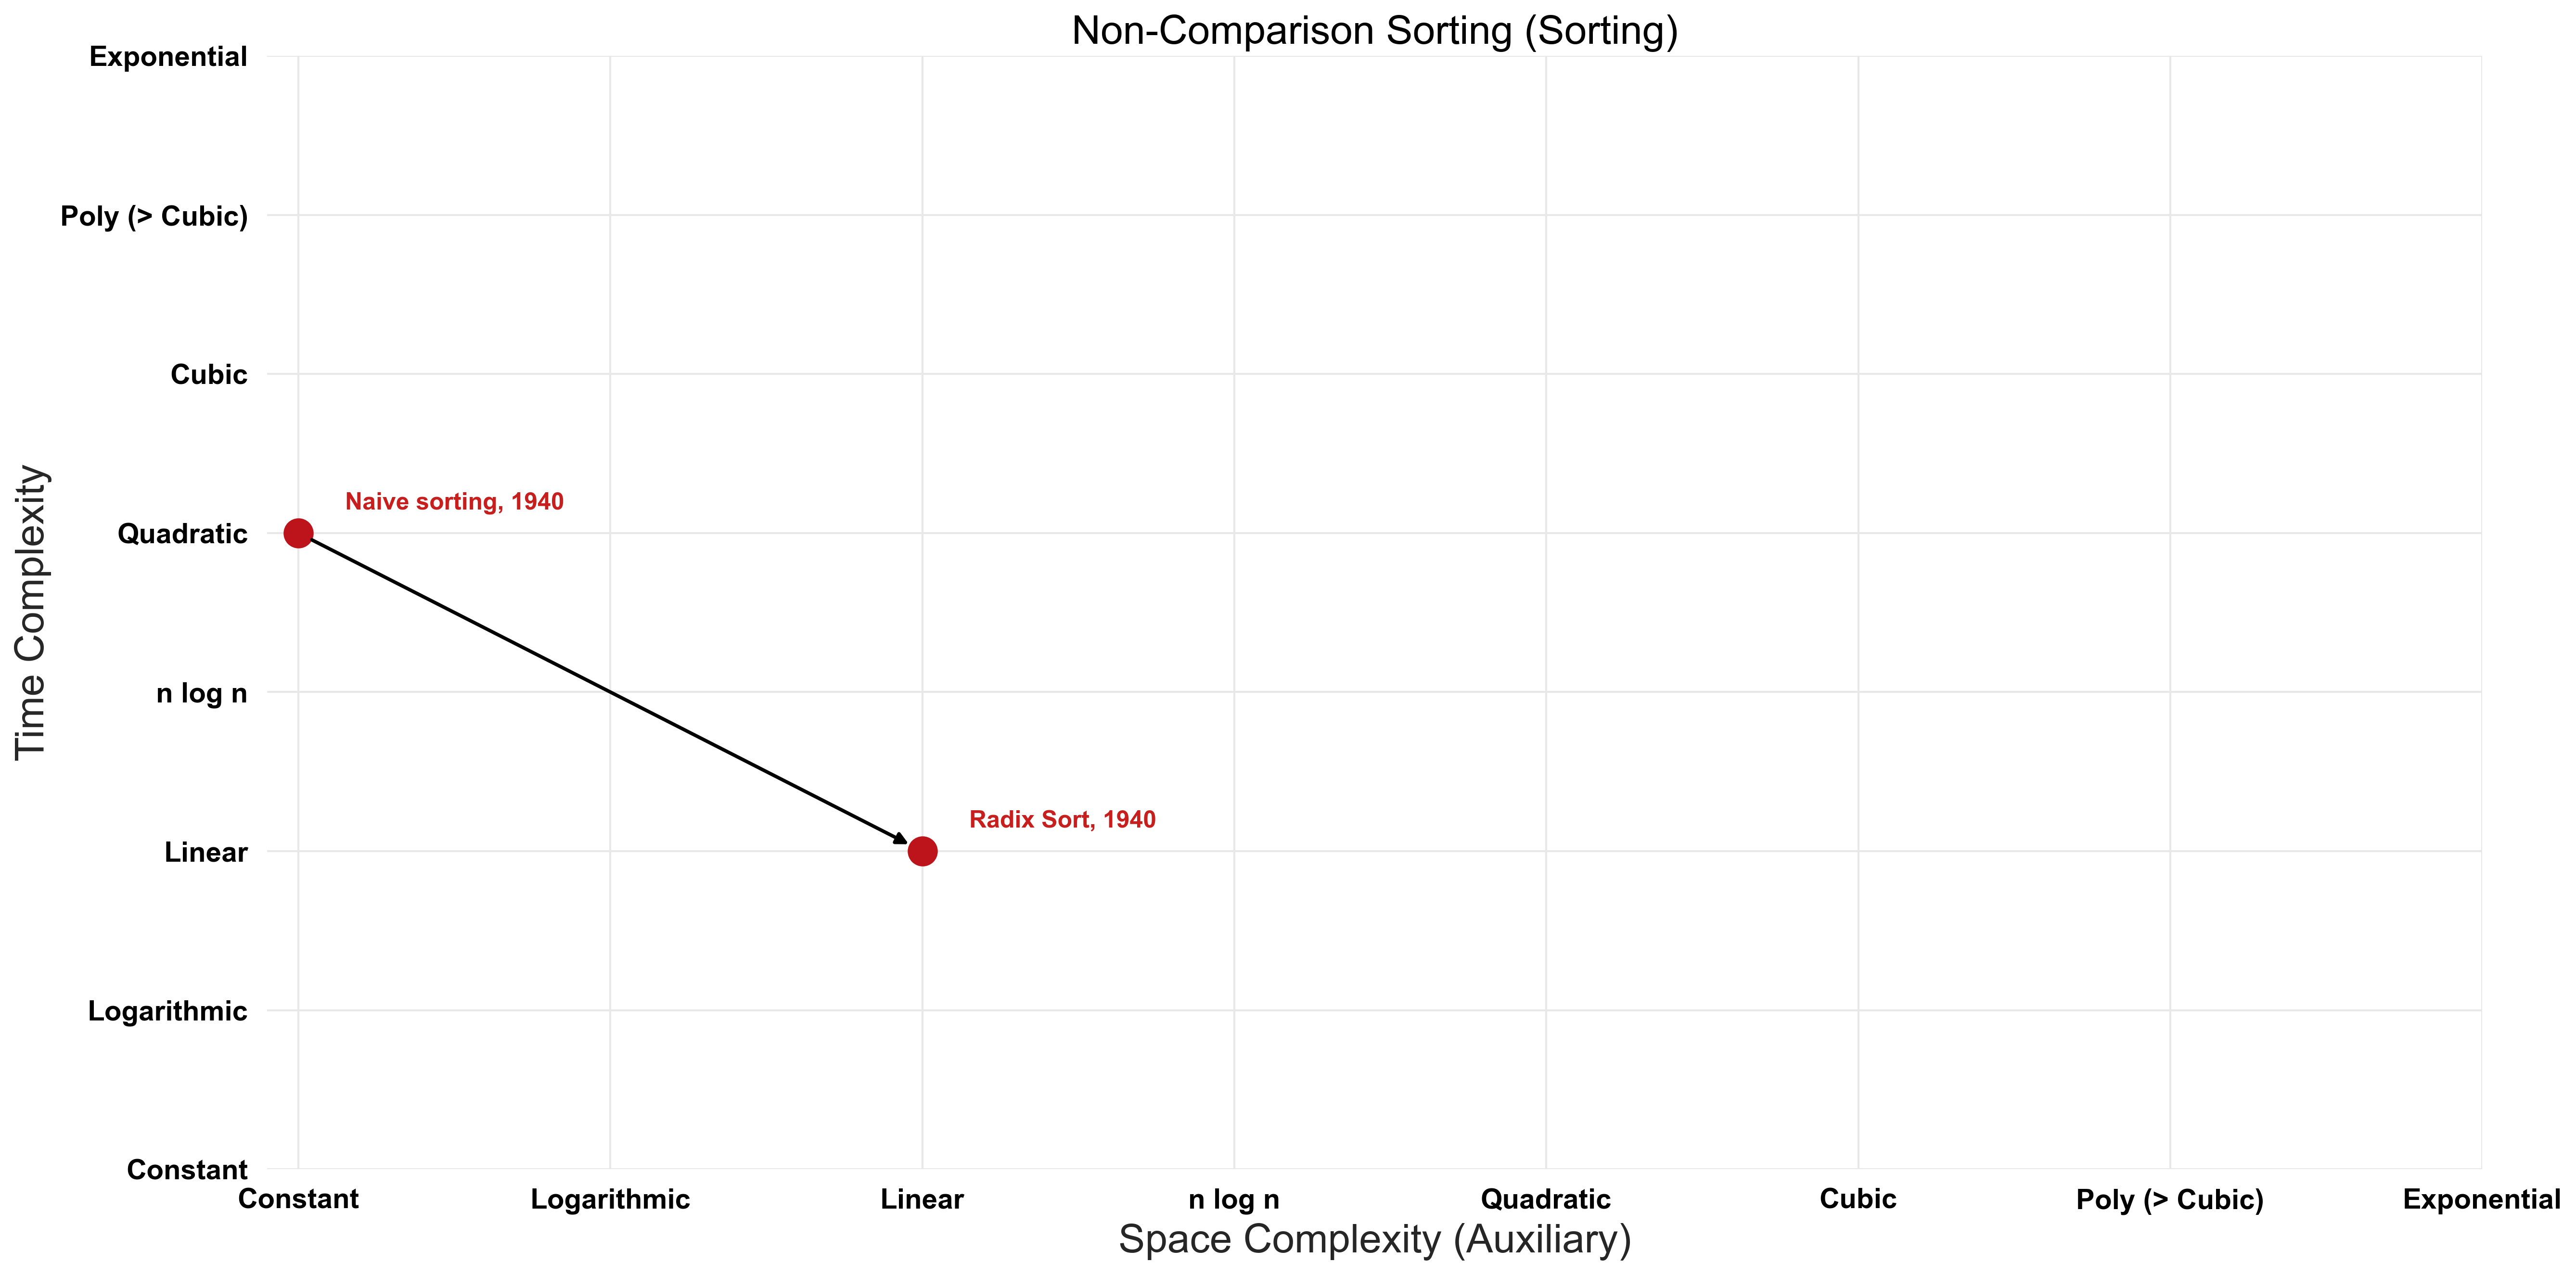 Non-Comparison Sorting (Sorting)
Exponential
Poly (> Cubic)
Cubic
Quadratic
n log n
Linear
Logarithmic
Constant
Time Complexity
Naive sorting, 1940
Radix Sort, 1940
Constant
Logarithmic
Linear
n log n
Quadratic
Cubic
Poly (> Cubic)
Exponential
Space Complexity (Auxiliary)